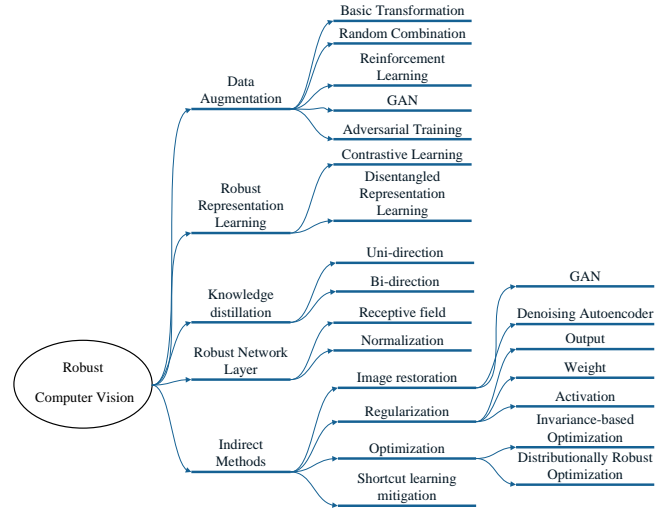 Basic Transformation
Random Combination
Reinforcement
Learning
GAN
Adversarial Training
Data
Augmentation
Contrastive Learning
Disentangled
Representation
Learning
Robust
Representation
Learning
Uni-direction
Bi-direction
Knowledge
distillation
Receptive field
Normalization
Robust Network
Layer
Robust
Computer Vision
Indirect
Methods
Image restoration
Regularization
Optimization
Shortcut learning
mitigation
GAN
Denoising Autoencoder
Output
Weight
Activation
Invariance-based
Optimization
Distributionally Robust
Optimization